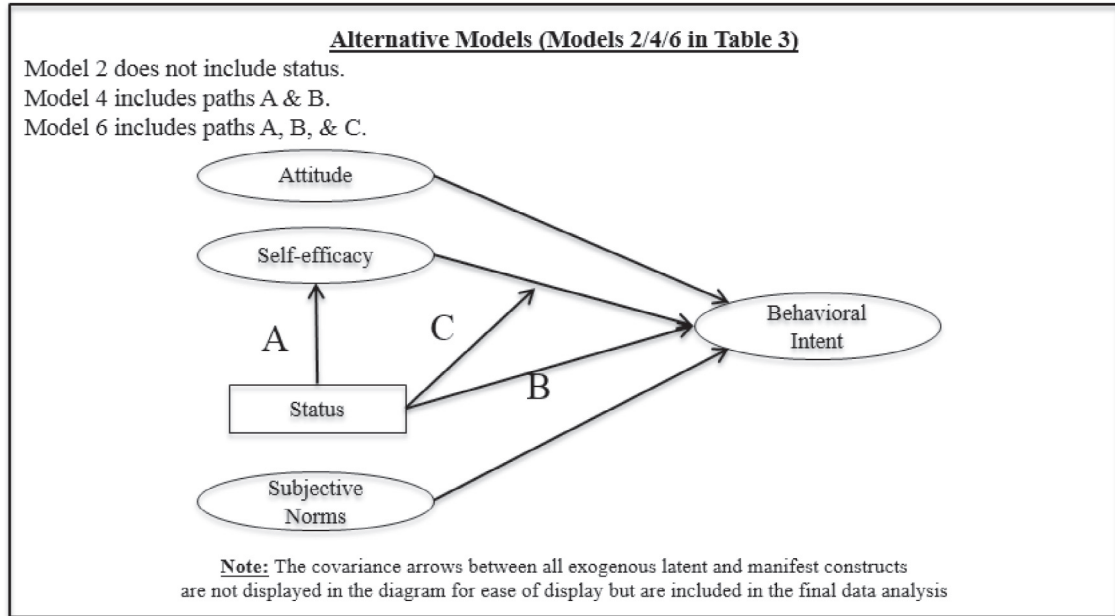 Alternative Models (Models 2/4/6 in Table 3)
Model 2 does not include status.
Model 4 includes paths A & B.
Model 6 includes paths A, B, & C.
Attitude
Self-efficacy
Behavioral
Intent
A
C
B
Status
Subjective
Norms
Note: The covariance arrows between all exogenous latent and manifest constructs
are not displayed in the diagram for ease of display but are included in the final data analysis